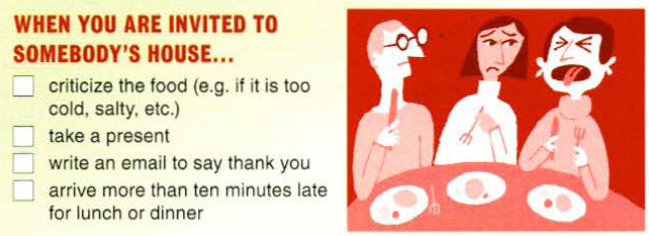 WHEN YOU ARE INVITED TO
SOMEBODY'S HOUSE...
criticize the food (e.g. if it is too
cold, salty, etc.)
take a present
write an email to say thank you
arrive more than ten minutes late
for lunch or dinner